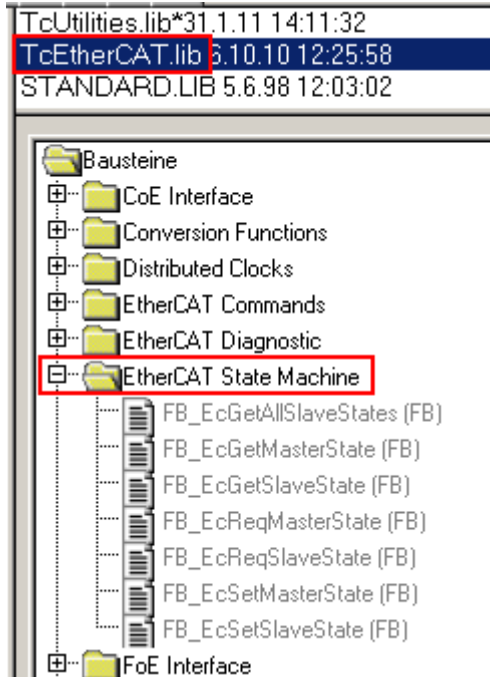 TcUtilities.lib*31.1.11 14:11:32
TcEtherCAT.lib 6.10.10 12:25:58
STANDARD.LIB 5.6.98 12:03:02
Bausteine
CoE Interface
Conversion Functions
Distributed Clocks
EtherCAT Commands
EtherCAT Diagnostic
EtherCAT State Machine
FB_EcGetAllSlaveStates (FB)
FB_EcGetMasterState (FB)
FB_EcGetSlaveState (FB)
FB_EcReqMasterState (FB)
FB_EcReqSlaveState (FB)
FB_EcSetMasterState (FB)
FB_EcSetSlaveState (FB)
FoE Interface